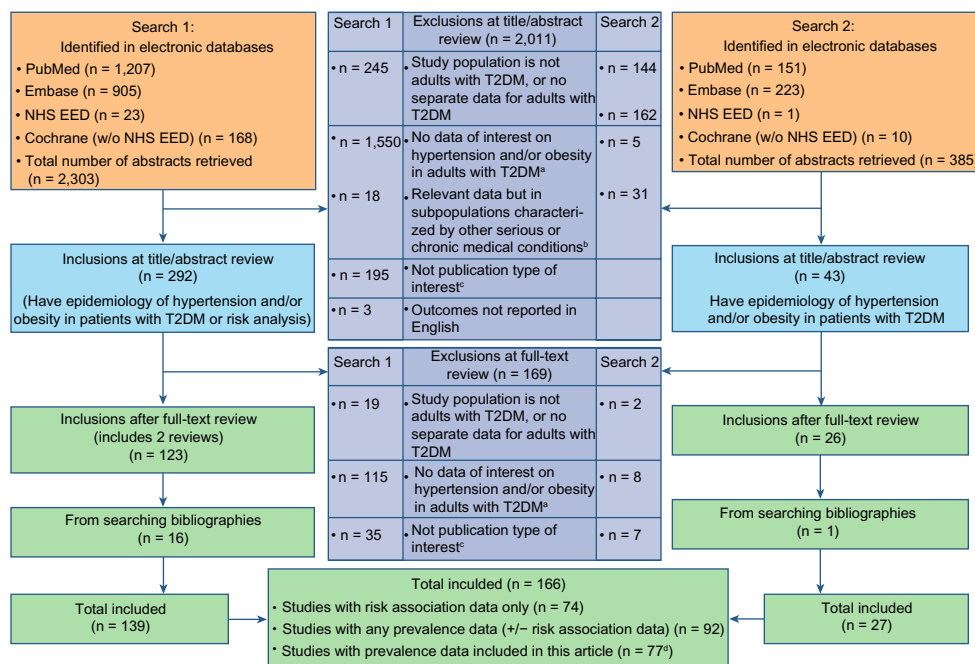 Search 1:
Identified in electronic databases
• PubMed (n = 1,207)
• Embase (n = 905)
• NHS EED (n = 23)
• Cochrane (w/o NHS EED) (n = 168)
• Total number of abstracts retrieved
(n = 2,303)
Search 1
Exclusions at title/abstract
review (n = 2,011)
Search 2
• n = 245
• Study population is not
adults with T2DM, or no
separate data for adults with
T2DM
• n = 144
• n = 162
• n = 1,550
• No data of interest on
hypertension and/or obesity
in adults with T2DMᵃ
• n = 5
• n = 18
• Relevant data but in
subpopulations characteri-
zed by other serious or
chronic medical conditionsᵇ
• n = 31
• n = 195
• Not publication type of
interestᶜ
• n = 3
• Outcomes not reported in
English
Search 2:
Identified in electronic databases
• PubMed (n = 151)
• Embase (n = 223)
• NHS EED (n = 1)
• Cochrane (w/o NHS EED) (n = 10)
• Total number of abstracts retrieved (n = 385
Inclusions at title/abstract review
(n = 292)
(Have epidemiology of hypertension and/or
obesity in patients with T2DM or risk analysis)
Inclusions at title/abstract review
(n = 43)
Have epidemiology of hypertension
and/or obesity in patients with T2DM
Search 1
Exclusions at full-text
review (n = 169)
Search 2
• n = 19
• Study population is not
adults with T2DM, or no
separate data for adults with
T2DM
• n = 2
• n = 115
• No data of interest on
hypertension and/or obesity
in adults with T2DMᵃ
• n = 8
• n = 35
• Not publication type of
interestᶜ
• n = 7
Inclusions after full-text review
(includes 2 reviews)
n = 123)
Inclusions after full-text review
(n = 26)
From searching bibliographies
(n = 16)
From searching bibliographies
(n = 1)
Total included
(n = 139)
Total inculded (n = 166)
• Studies with risk association data only (n = 74)
• Studies with any prevalence data (+/− risk association data) (n = 92)
• Studies with prevalence data included in this article (n = 77ᵈ)
Total included
(n = 27)